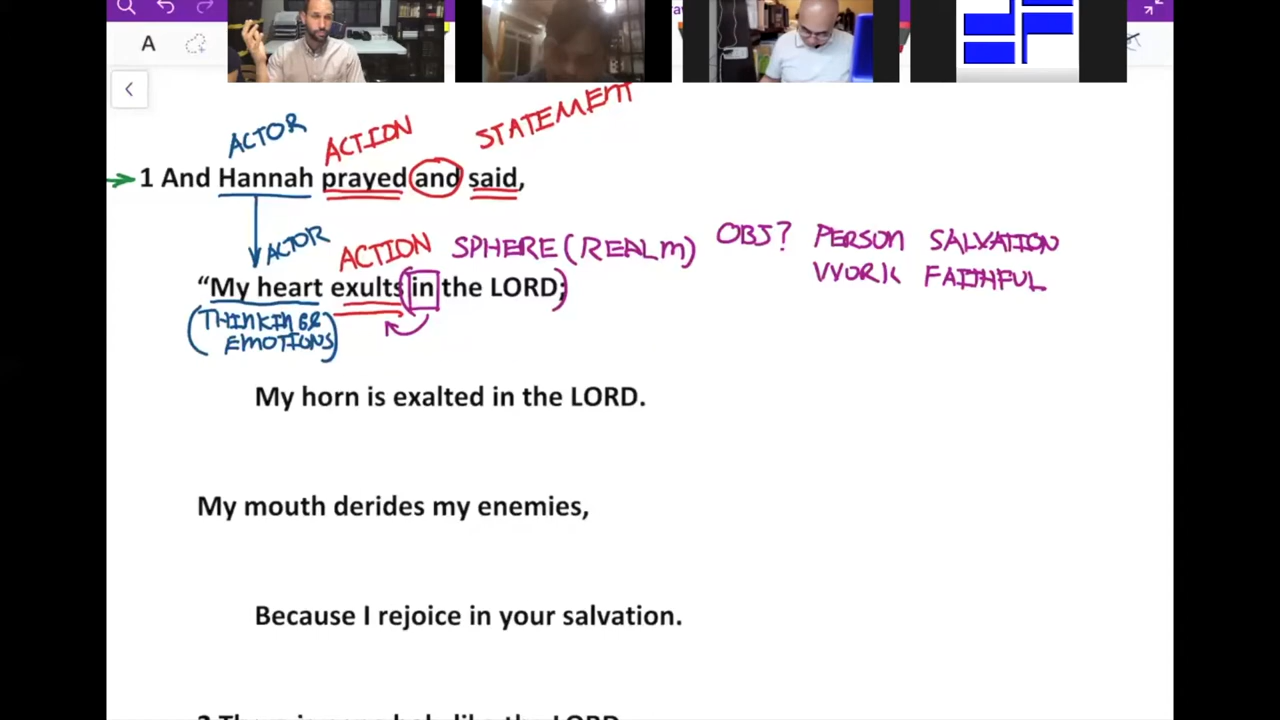 A
ACTOR ACTION STATEMENT
1 And Hannah prayed and said,
ACTOR ACTION SPHERE (REALM) OBJ? PERSON SALVATION
WORK FAITHFUL
“My heart exults in the LORD;
(THINKING &
EMOTIONS)
My horn is exalted in the LORD.
My mouth derides my enemies,
Because I rejoice in your salvation.